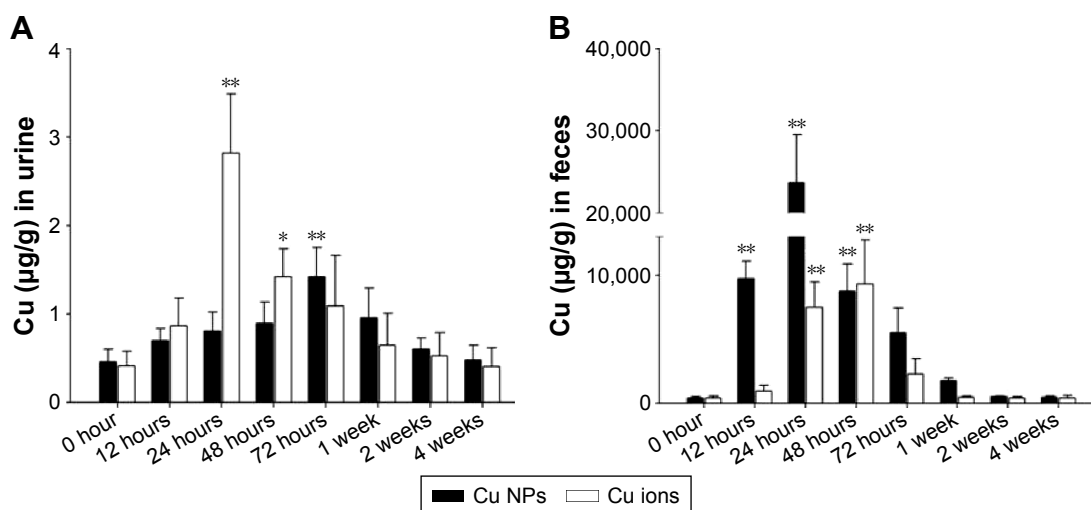 A
Cu (µg/g) in urine
4
3
2
1
0
**
*
**
0 hour
12 hours
24 hours
48 hours
72 hours
1 week
2 weeks
4 weeks
B
Cu (µg/g) in feces
40,000
30,000
20,000
10,000
0
**
**
**
**
**
0 hour
12 hours
24 hours
48 hours
72 hours
1 week
2 weeks
4 weeks
Cu NPs Cu ions